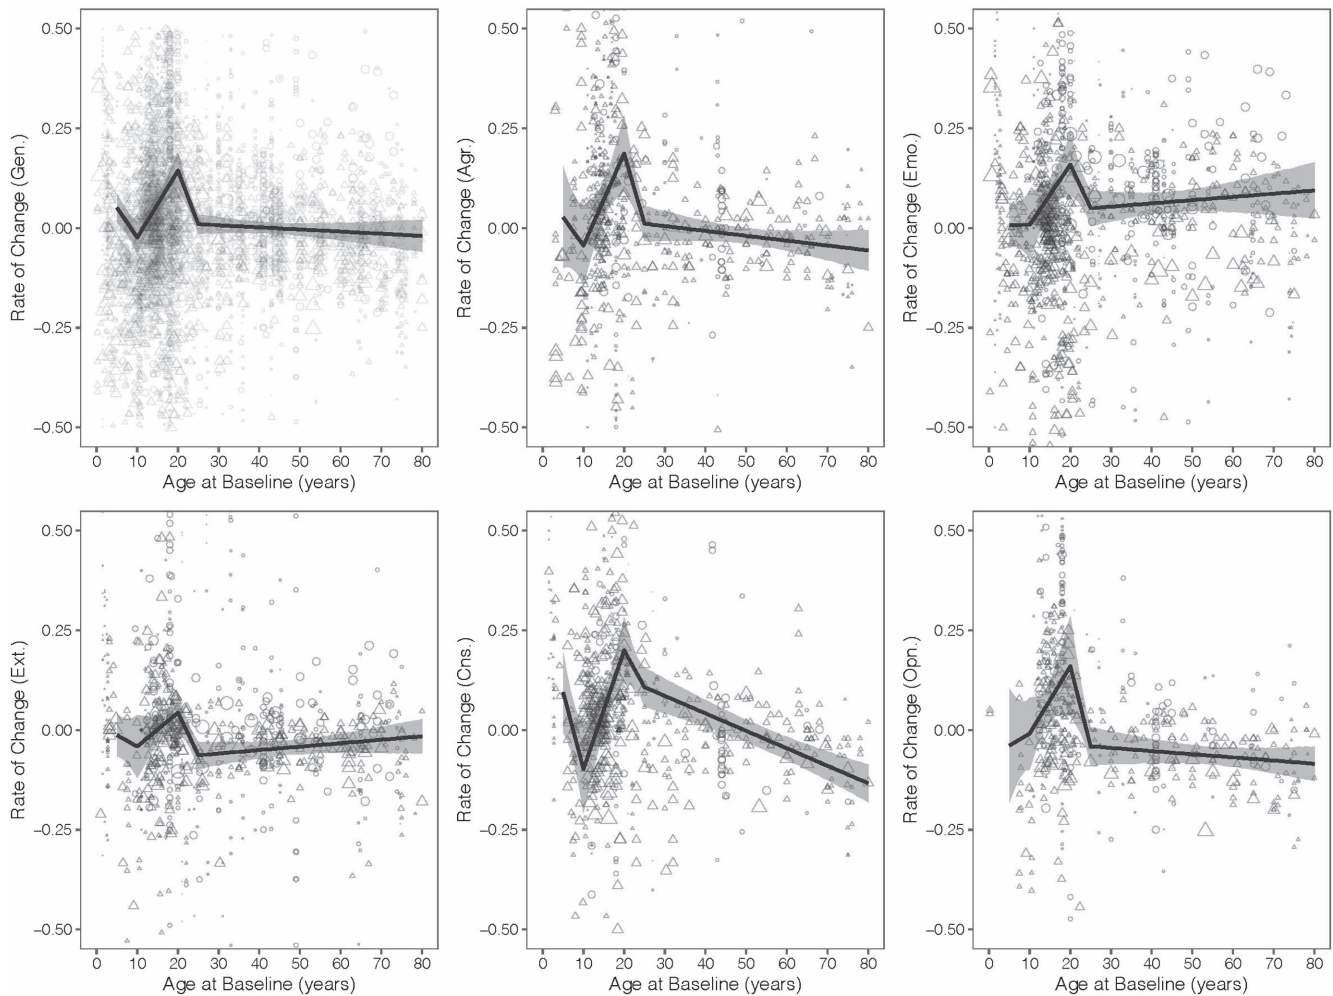 Rate of Change (Gen.)
0.50
0.25
0.00
−0.25
−0.50
0 10 20 30 40 50 60 70 80
Age at Baseline (years)
Rate of Change (Agr.)
0.50
0.25
0.00
−0.25
−0.50
0 10 20 30 40 50 60 70 80
Age at Baseline (years)
Rate of Change (Emo.)
0.50
0.25
0.00
−0.25
−0.50
0 10 20 30 40 50 60 70 80
Age at Baseline (years)
Rate of Change (Ext.)
0.50
0.25
0.00
−0.25
−0.50
0 10 20 30 40 50 60 70 80
Age at Baseline (years)
Rate of Change (Cns.)
0.50
0.25
0.00
−0.25
−0.50
0 10 20 30 40 50 60 70 80
Age at Baseline (years)
Rate of Change (Opn.)
0.50
0.25
0.00
−0.25
−0.50
0 10 20 30 40 50 60 70 80
Age at Baseline (years)